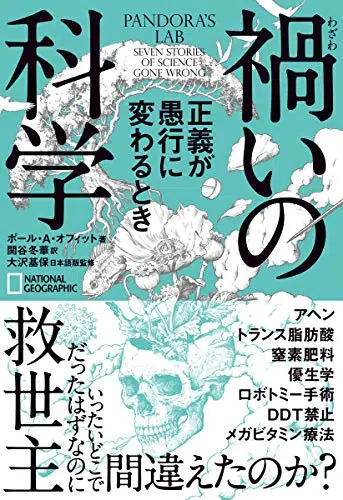 PANDORA'S
LAB
SEVEN STORIES
OF SCIENCE
GONE WRONG
わざわ
禍いの
科学
正義が
愚行に
変わるとき
ポール・A・オフィット 著
関谷冬華 訳
大沢基保 日本語版監修
NATIONAL
GEOGRAPHIC
アヘン
トランス脂肪酸
窒素肥料
優生学
ロボトミー手術
DDT禁止
メガビタミン療法
救世主
だったはずなのに
いったいどこで
間違えたのか?